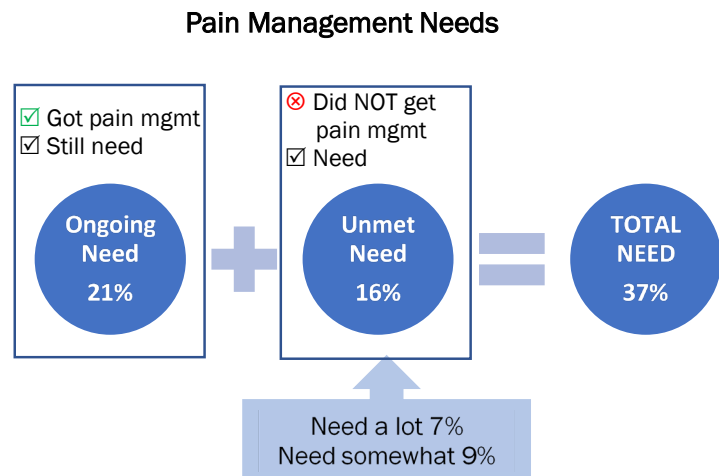 Pain Management Needs
Got pain mgmt
Still need
Did NOT get
pain mgmt
Need
Ongoing
Need
21%
Unmet
Need
16%
TOTAL
NEED
37%
Need a lot 7%
Need somewhat 9%